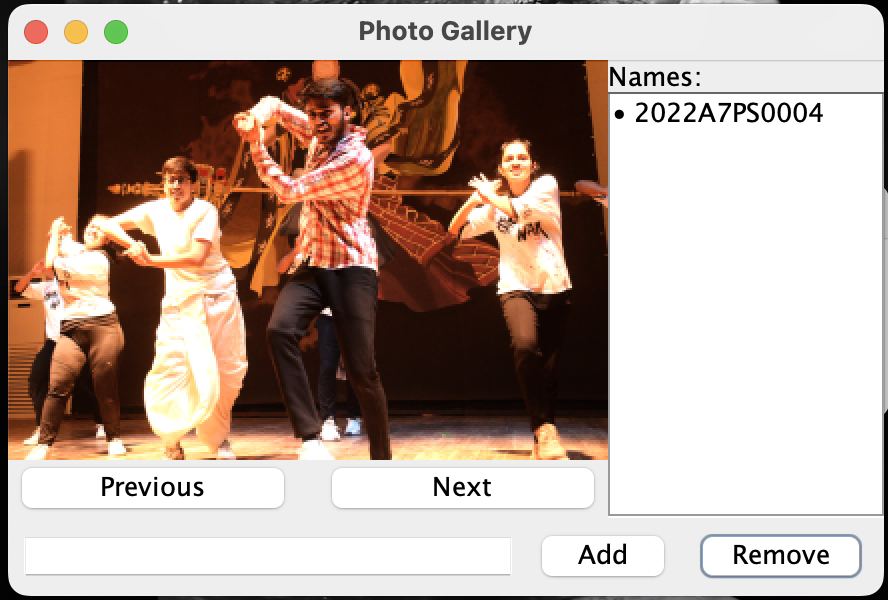 Photo Gallery
Names:
• 2022A7PS0004
Previous
Next
Add
Remove